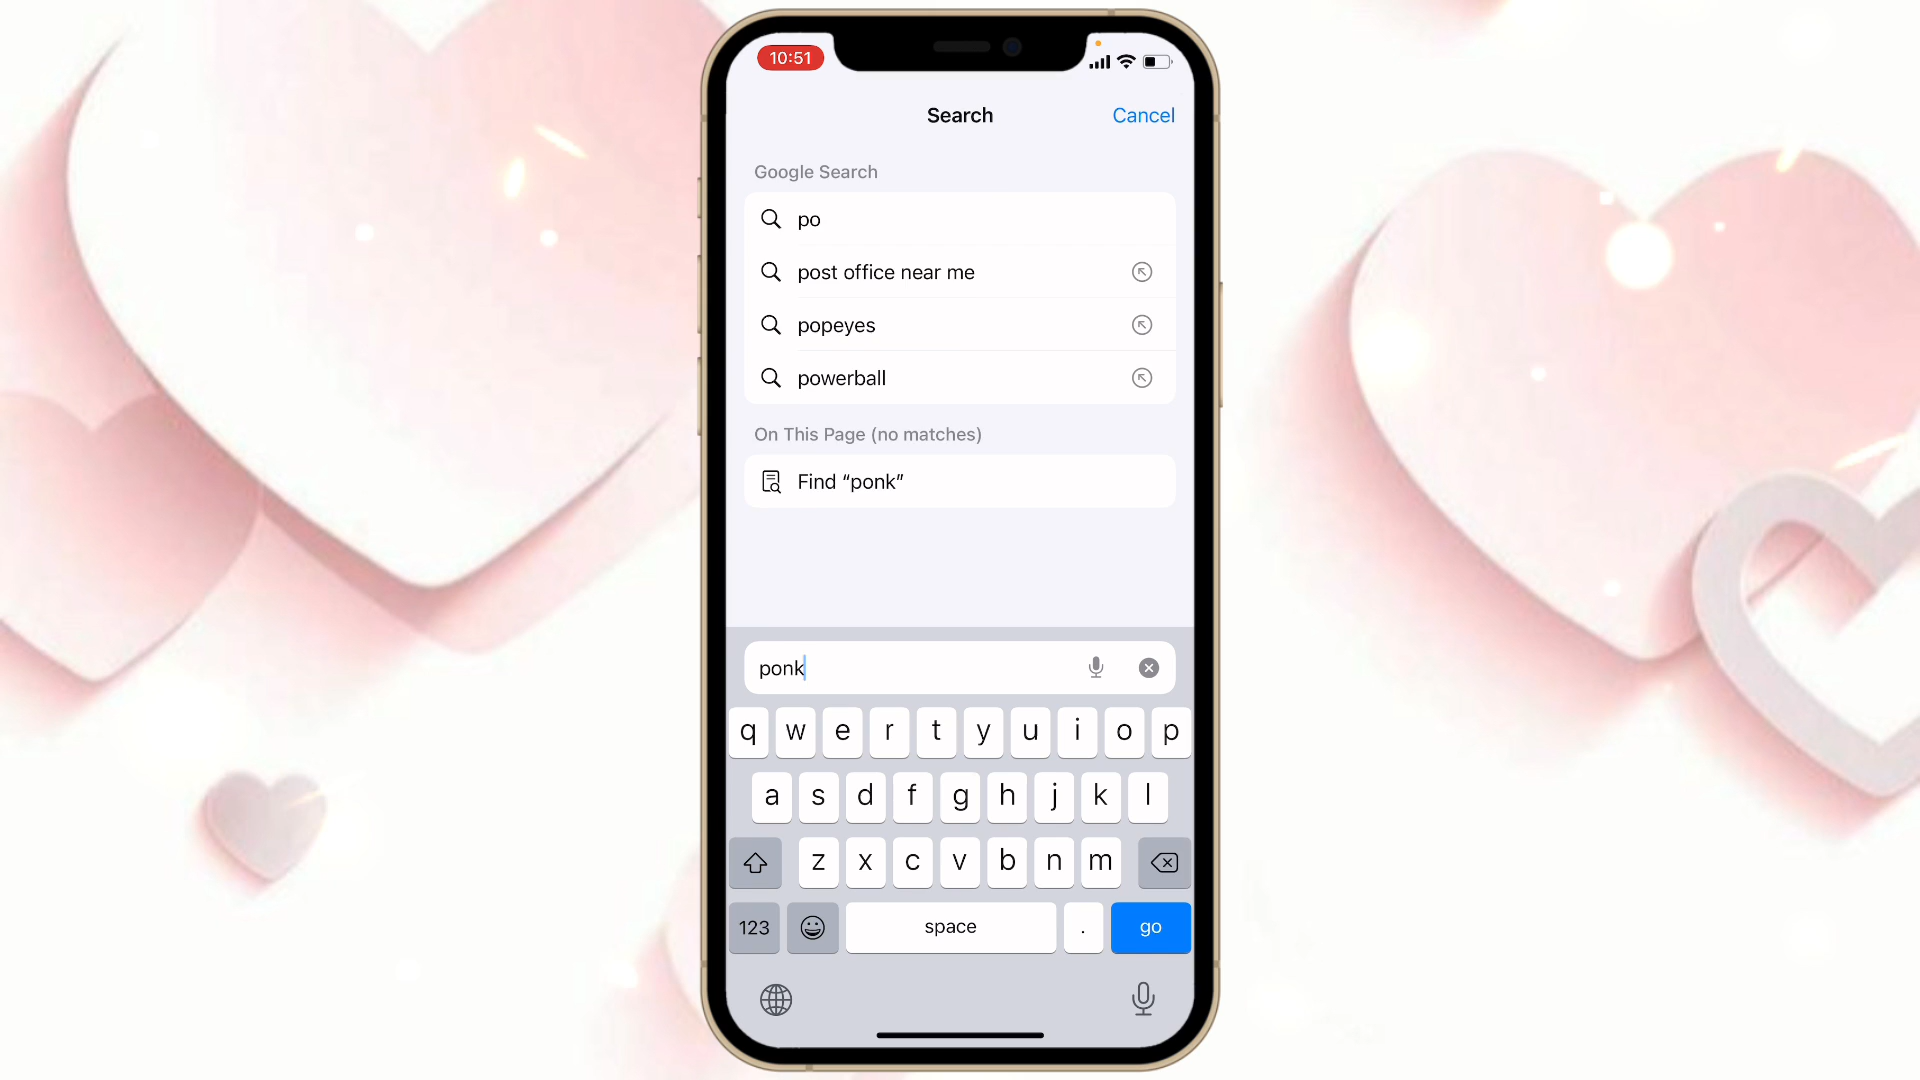 10:51
Search
Cancel
Google Search
po
post office near me
popeyes
powerball
On This Page (no matches)
Find “ponk”
ponk
q w e r t y u i o p
a s d f g h j k l
z x c v b n m
123 space . go